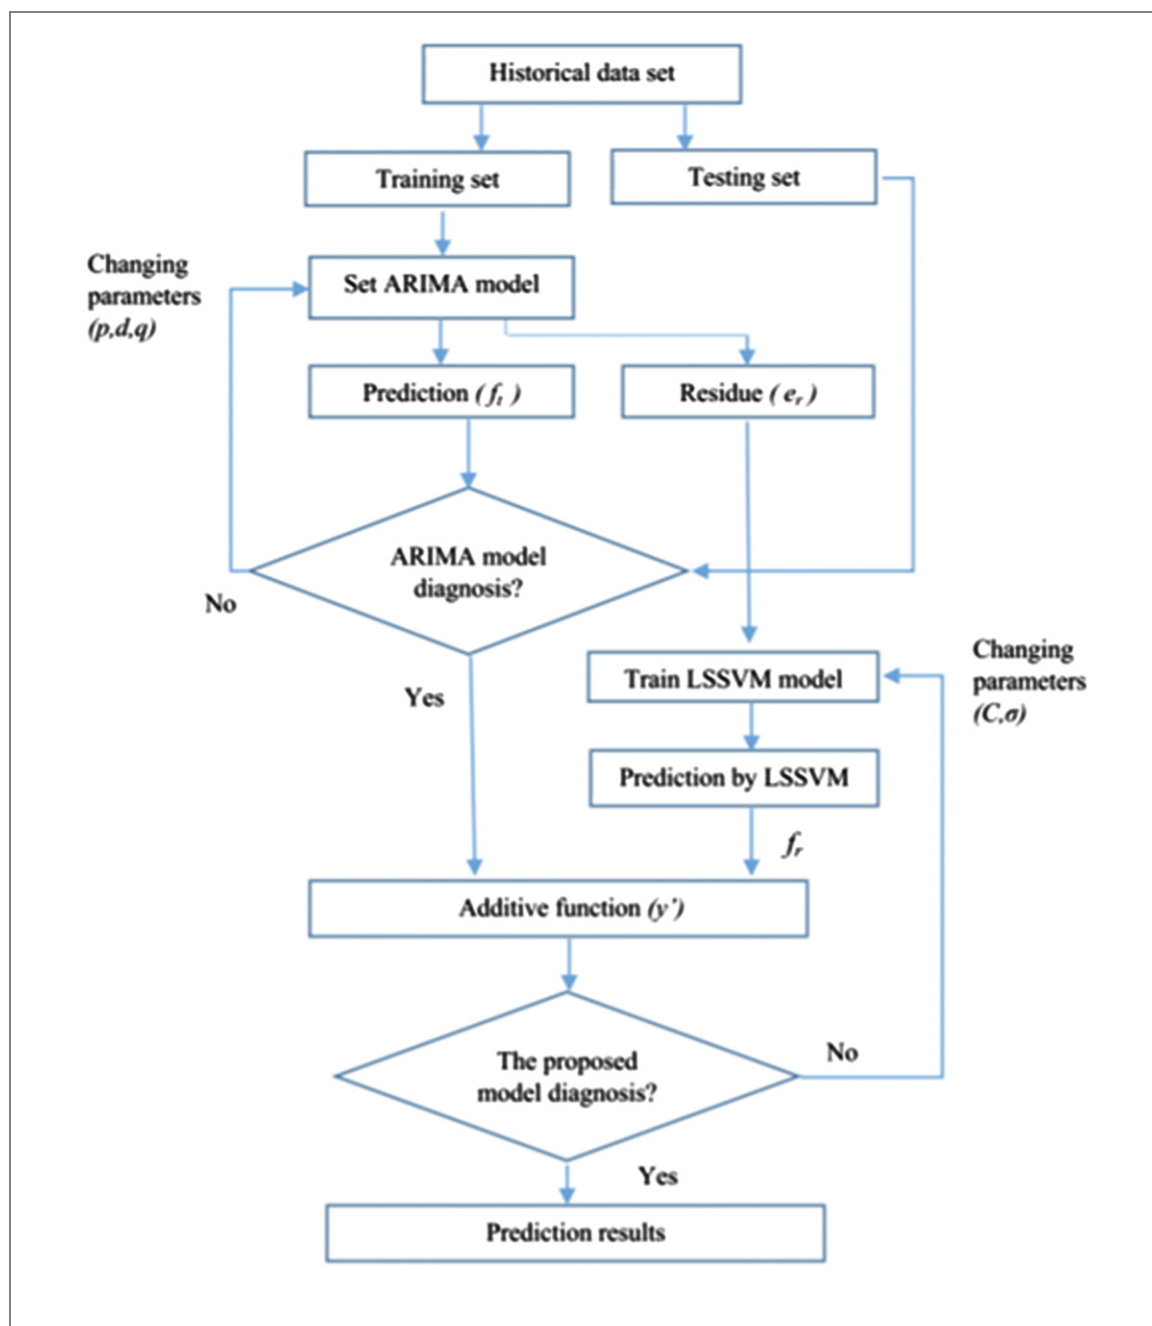 Historical data set
Training set
Testing set
Changing
parameters
(p,d,q)
Set ARIMA model
Prediction ( fₜ )
Residue ( eᵣ )
ARIMA model
diagnosis?
No
Yes
Changing
parameters
(C,σ)
Train LSSVM model
Prediction by LSSVM
fᵣ
Additive function (y')
The proposed
model diagnosis?
No
Yes
Prediction results